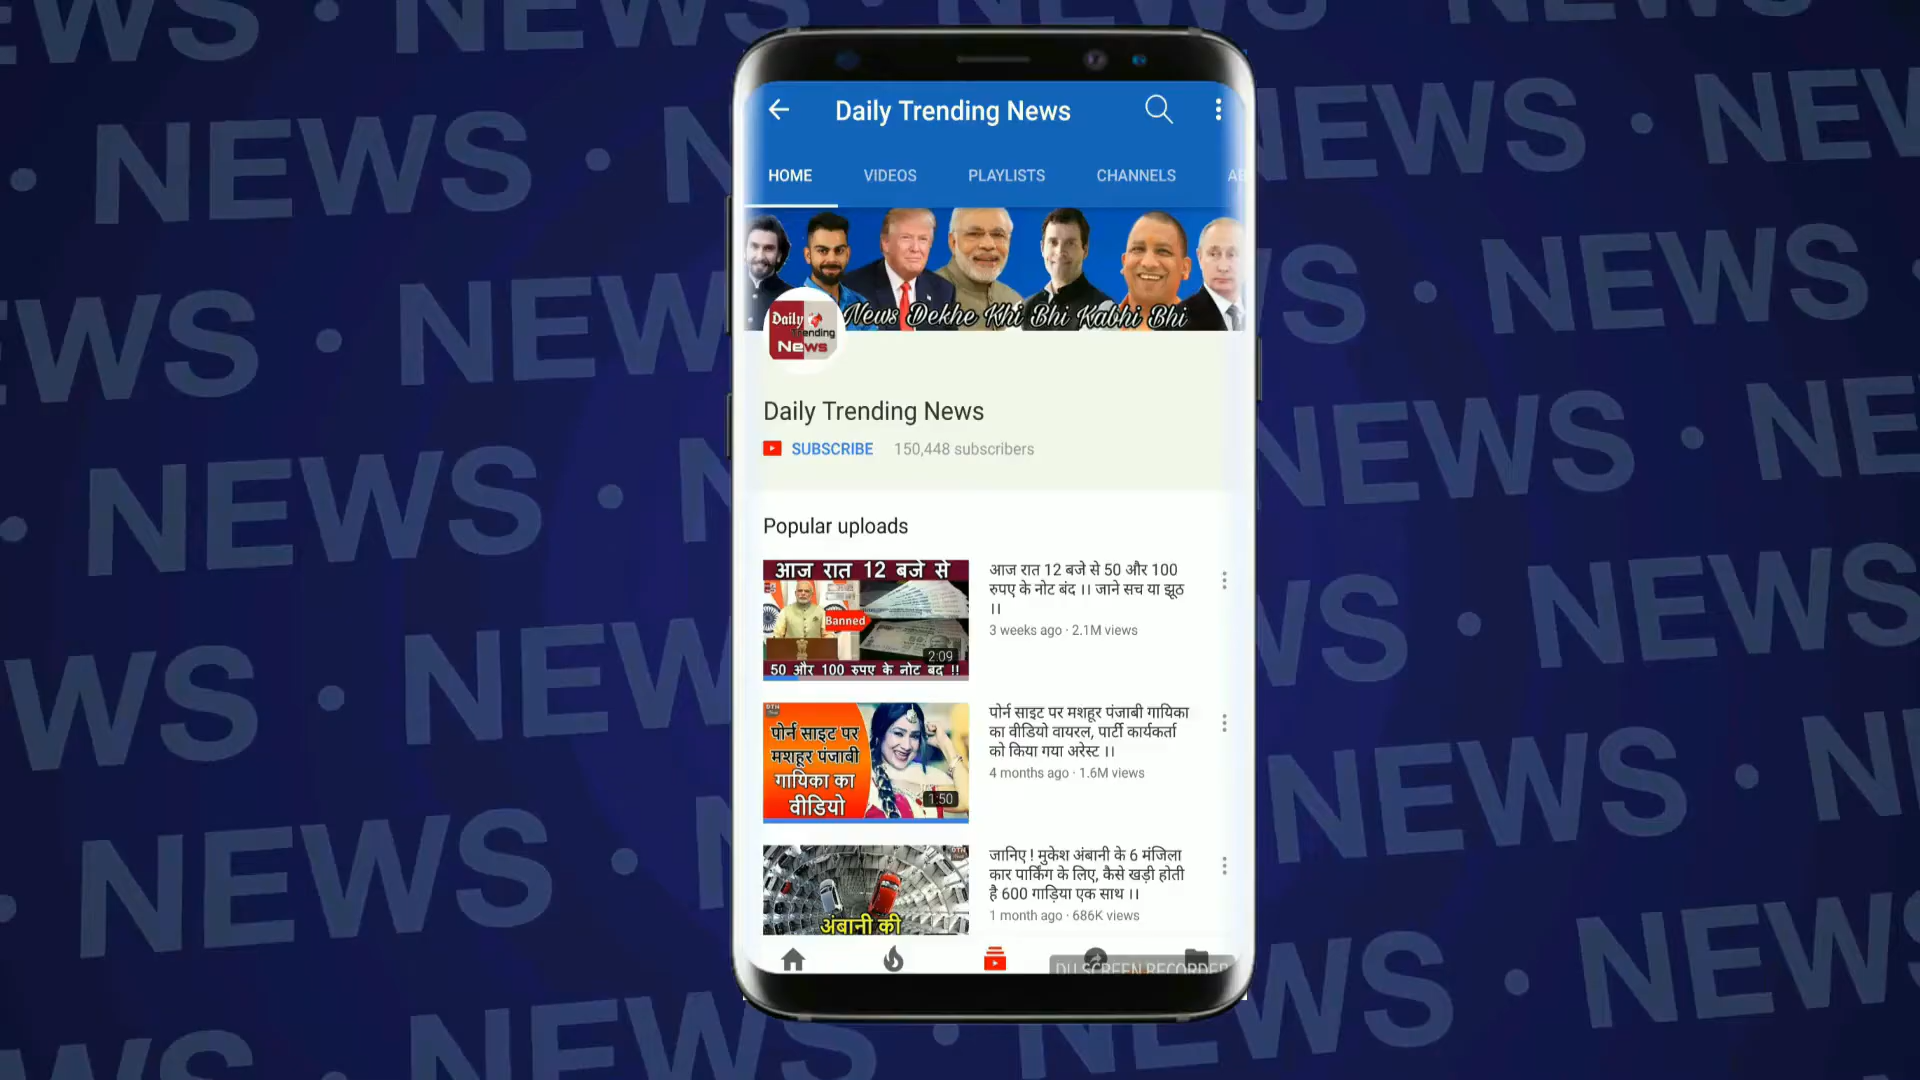 Daily Trending News
HOME VIDEOS PLAYLISTS CHANNELS
News Dekhe Khi Bhi Kabhi Bhi
Daily
Trending
News
Daily Trending News
SUBSCRIBE 150,448 subscribers
Popular uploads
आज रात 12 बजे से
Banned
2:09
50 और 100 रुपए के नोट बंद !!
आज रात 12 बजे से 50 और 100
रुपए के नोट बंद ।। जाने सच या झूठ
।।
3 weeks ago · 2.1M views
पोर्न साइट पर
मशहूर पंजाबी
गायिका का
वीडियो
1:50
पोर्न साइट पर मशहूर पंजाबी गायिका
का वीडियो वायरल, पार्टी कार्यकर्ता
को किया गया अरेस्ट ।।
4 months ago · 1.6M views
अंबानी की
जानिए ! मुकेश अंबानी के 6 मंजिला
कार पार्किंग के लिए, कैसे खड़ी होती
है 600 गाड़िया एक साथ ।।
1 month ago · 686K views
DU SCREEN RECORDER
NEWS · NEWS · NEWS